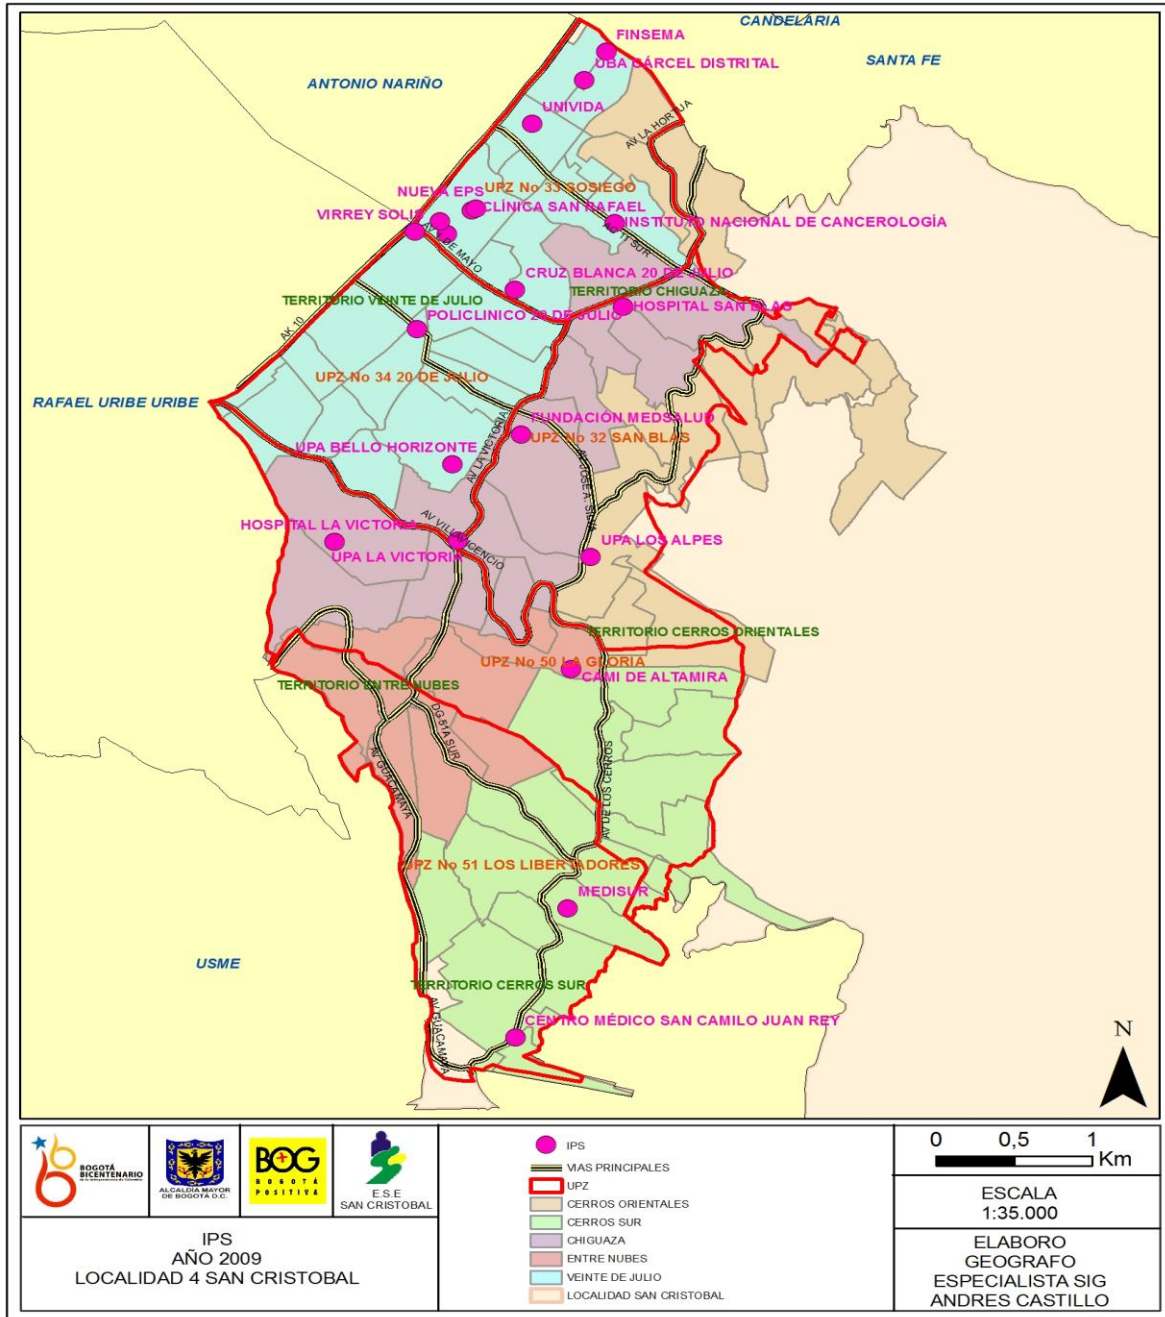 CANDELARIA
FINSEMA
SANTA FE
UBA CÁRCEL DISTRITAL
ANTONIO NARIÑO
UNIVIDA
AV LA HORTUA
NUEVA EPS
UPZ No 33 SOSIEGO
CLÍNICA SAN RAFAEL
VIRREY SOLIS
INSTITUTO NACIONAL DE CANCEROLOGÍA
DE MAYO
11 SUR
CRUZ BLANCA 20 DE JULIO
TERRITORIO CHIGUAZA
TERRITORIO VEINTE DE JULIO
HOSPITAL SAN BLAS
POLICLINICO 20 DE JULIO
AK 10
UPZ No 34 20 DE JULIO
RAFAEL URIBE URIBE
FUNDACIÓN MEDSALUD
UPZ No 32 SAN BLAS
UPA BELLO HORIZONTE
AV LA VICTORIA
AV JOSE A. SILVA
AV VILLAVICENCIO
HOSPITAL LA VICTORIA
UPA LA VICTORIA
UPA LOS ALPES
TERRITORIO CERROS ORIENTALES
UPZ No 50 LA GLORIA
CAMI DE ALTAMIRA
TERRITORIO ENTRE NUBES
DG 51A SUR
AV GUACAMAYA
AV DE LOS CERROS
UPZ No 51 LOS LIBERTADORES
MEDISUR
USME
TERRITORIO CERROS SUR
CENTRO MÉDICO SAN CAMILO JUAN REY
AV GUACAMAYA
N
BOGOTÁ
BICENTENARIO
ALCALDIA MAYOR
DE BOGOTÁ D.C.
BOG
BOGOTÁ
POSITIVA
E.S.E
SAN CRISTOBAL
IPS
AÑO 2009
LOCALIDAD 4 SAN CRISTOBAL
IPS
VIAS PRINCIPALES
UPZ
CERROS ORIENTALES
CERROS SUR
CHIGUAZA
ENTRE NUBES
VEINTE DE JULIO
LOCALIDAD SAN CRISTOBAL
0 0,5 1
Km
ESCALA
1:35.000
ELABORO
GEOGRAFO
ESPECIALISTA SIG
ANDRES CASTILLO